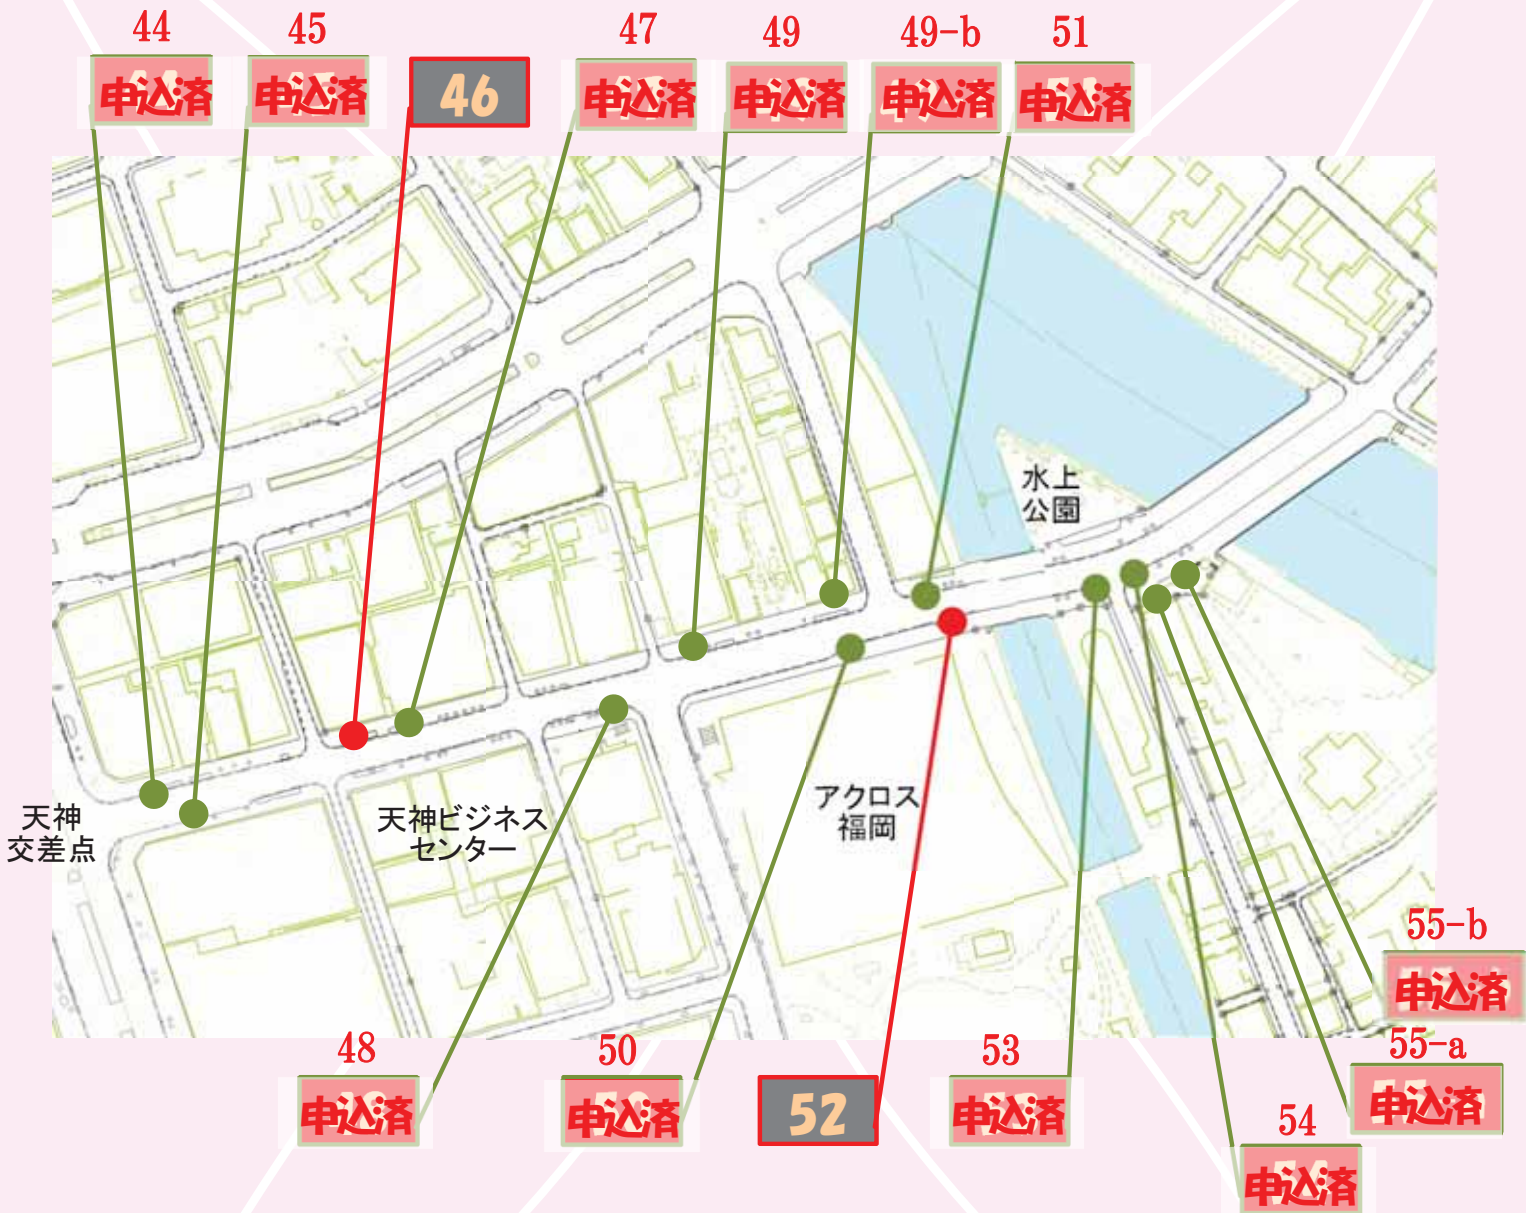 44
45
47
49
49-b
51
申込済
申込済
46
申込済
申込済
申込済
申込済
水上
公園
天神
交差点
天神ビジネス
センター
アクロス
福岡
55-b
申込済
48
50
53
55-a
申込済
申込済
52
申込済
申込済
54
申込済